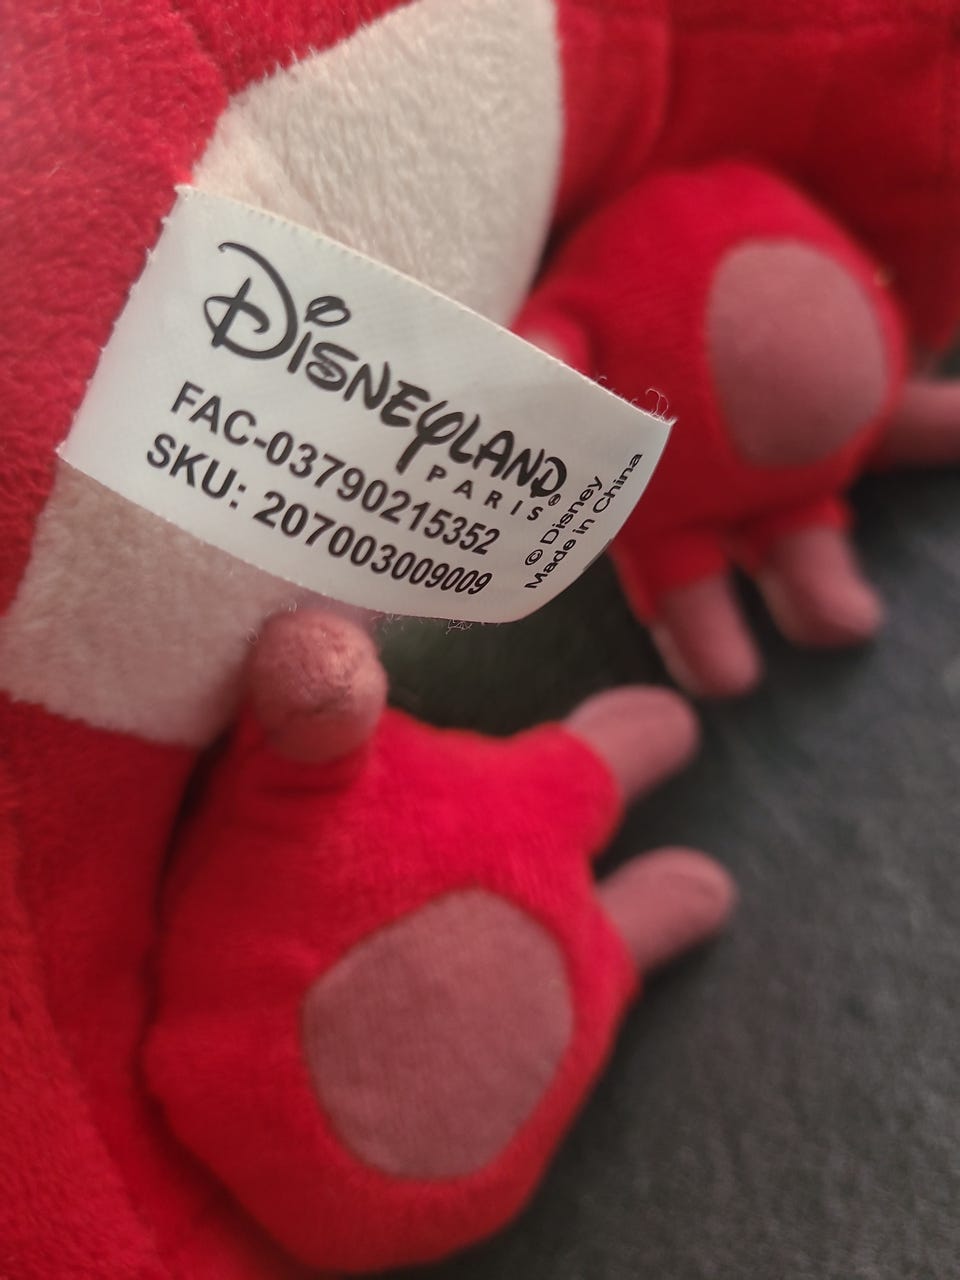 DISNEYLAND
PARIS®
FAC-03790215352
SKU: 207003009009
© Disney
Made in China